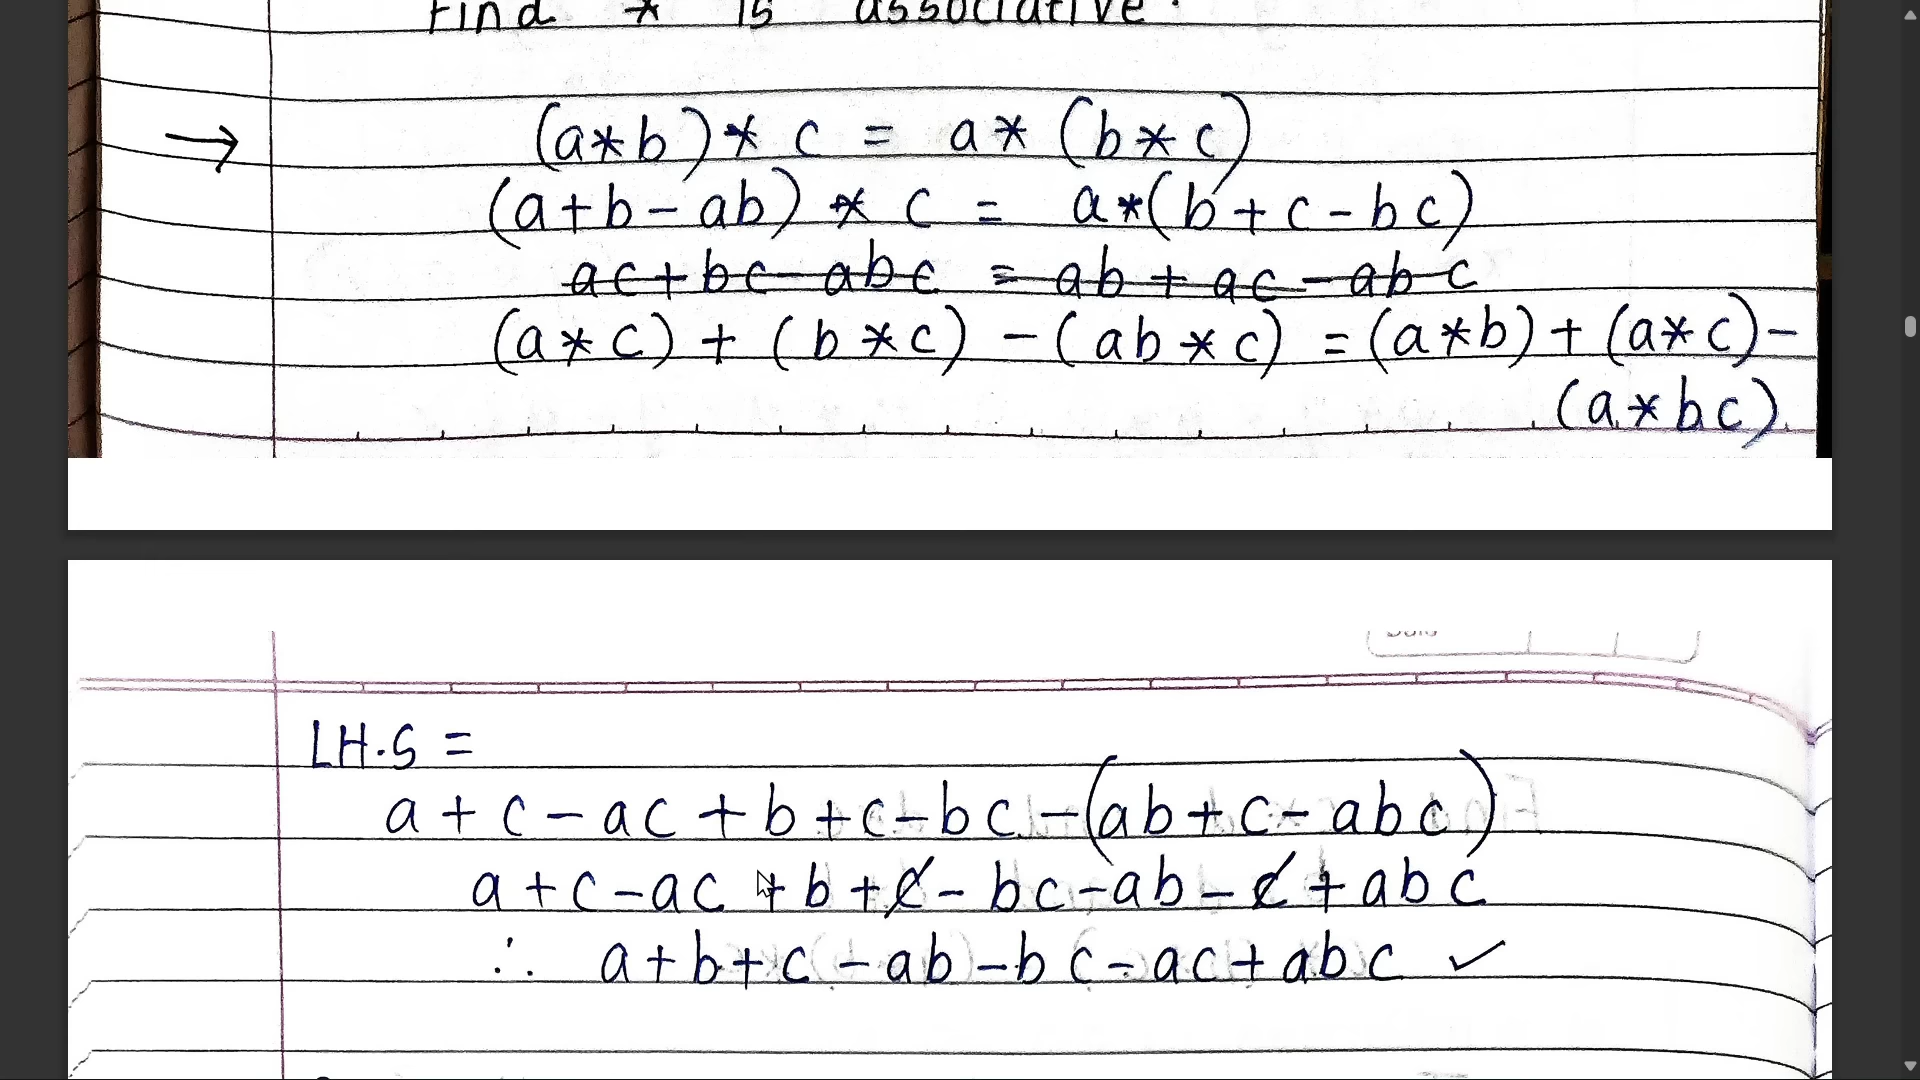 Find * is associative.
→ (a*b)* c = a* (b* c)
(a+b- ab) * c = a*(b+c-bc)
ac+bc-abc = ab + ac -abc
(a*c) + (b*c) - (ab*c) = (a*b) + (a*c) -
(a*bc).
Date
LH.S =
a + c - ac + b + c - bc - (ab+c- abc)
a + c - ac + b + c - bc - ab - c + abc
∴ a+b+c - ab - bc - ac + abc ✓